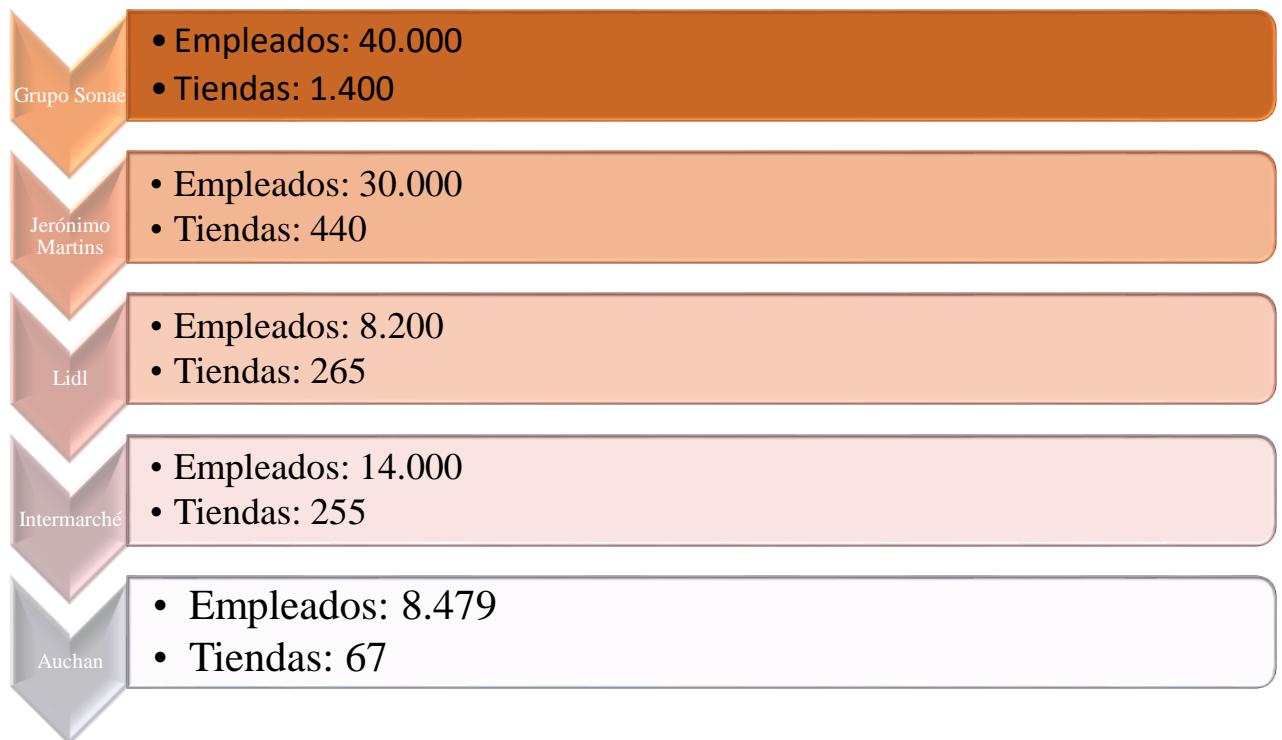 Grupo Sonae
• Empleados: 40.000
• Tiendas: 1.400
Jerónimo
Martins
• Empleados: 30.000
• Tiendas: 440
Lidl
• Empleados: 8.200
• Tiendas: 265
Intermarché
• Empleados: 14.000
• Tiendas: 255
Auchan
• Empleados: 8.479
• Tiendas: 67